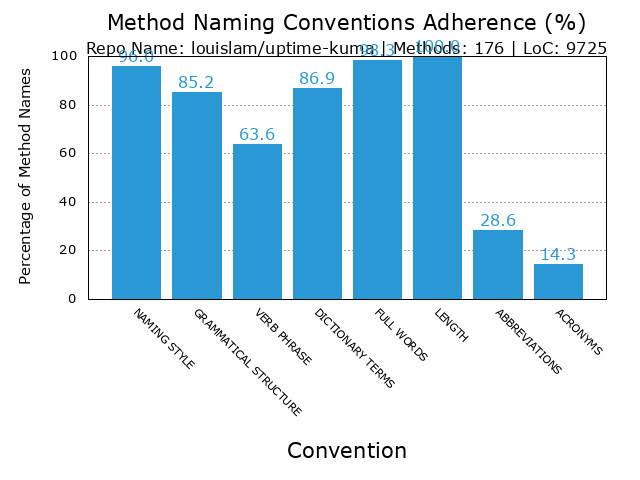 Method Naming Conventions Adherence (%)
Repo Name: louislam/uptime-kuma | Methods: 176 | LoC: 9725
Percentage of Method Names
100
80
60
40
20
0
96.0
85.2
63.6
86.9
98.3
100.0
28.6
14.3
NAMING STYLE
GRAMMATICAL STRUCTURE
VERB PHRASE
DICTIONARY TERMS
FULL WORDS
LENGTH
ABBREVIATIONS
ACRONYMS
Convention